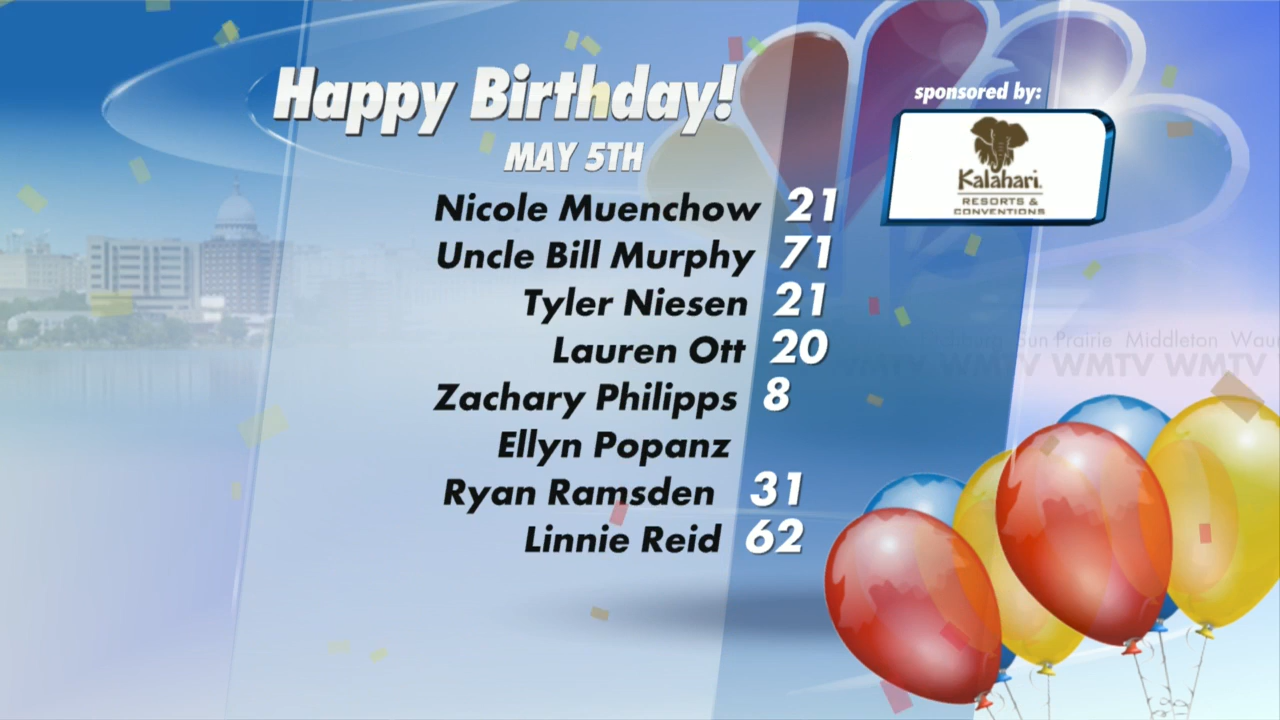 Happy Birthday!
MAY 5TH
sponsored by:
Kalahari.
RESORTS &
CONVENTIONS
Nicole Muenchow 21
Uncle Bill Murphy 71
Tyler Niesen 21
Lauren Ott 20
Zachary Philipps 8
Ellyn Popanz
Ryan Ramsden 31
Linnie Reid 62
Sun Prairie Middleton
WMTV WMTV WMTV